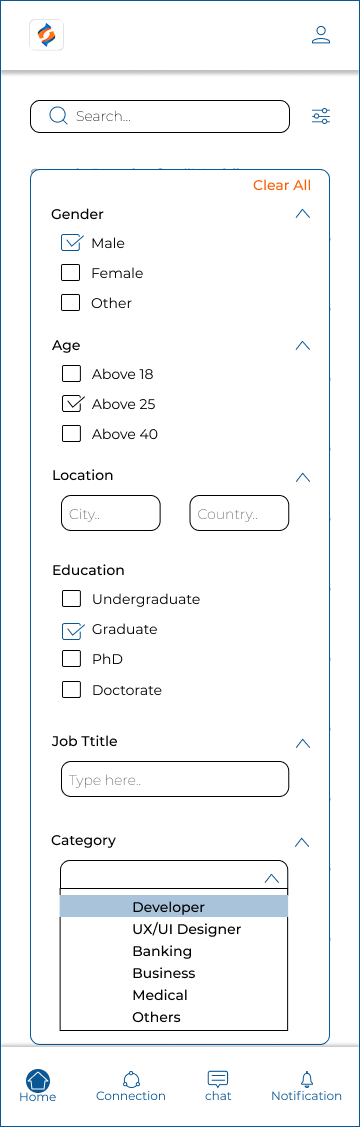 Search...
Clear All
Gender
Male
Female
Other
Age
Above 18
Above 25
Above 40
Location
City.. Country..
Education
Undergraduate
Graduate
PhD
Doctorate
Job Ttitle
Type here..
Category
Developer
UX/UI Designer
Banking
Business
Medical
Others
Home Connection chat Notification